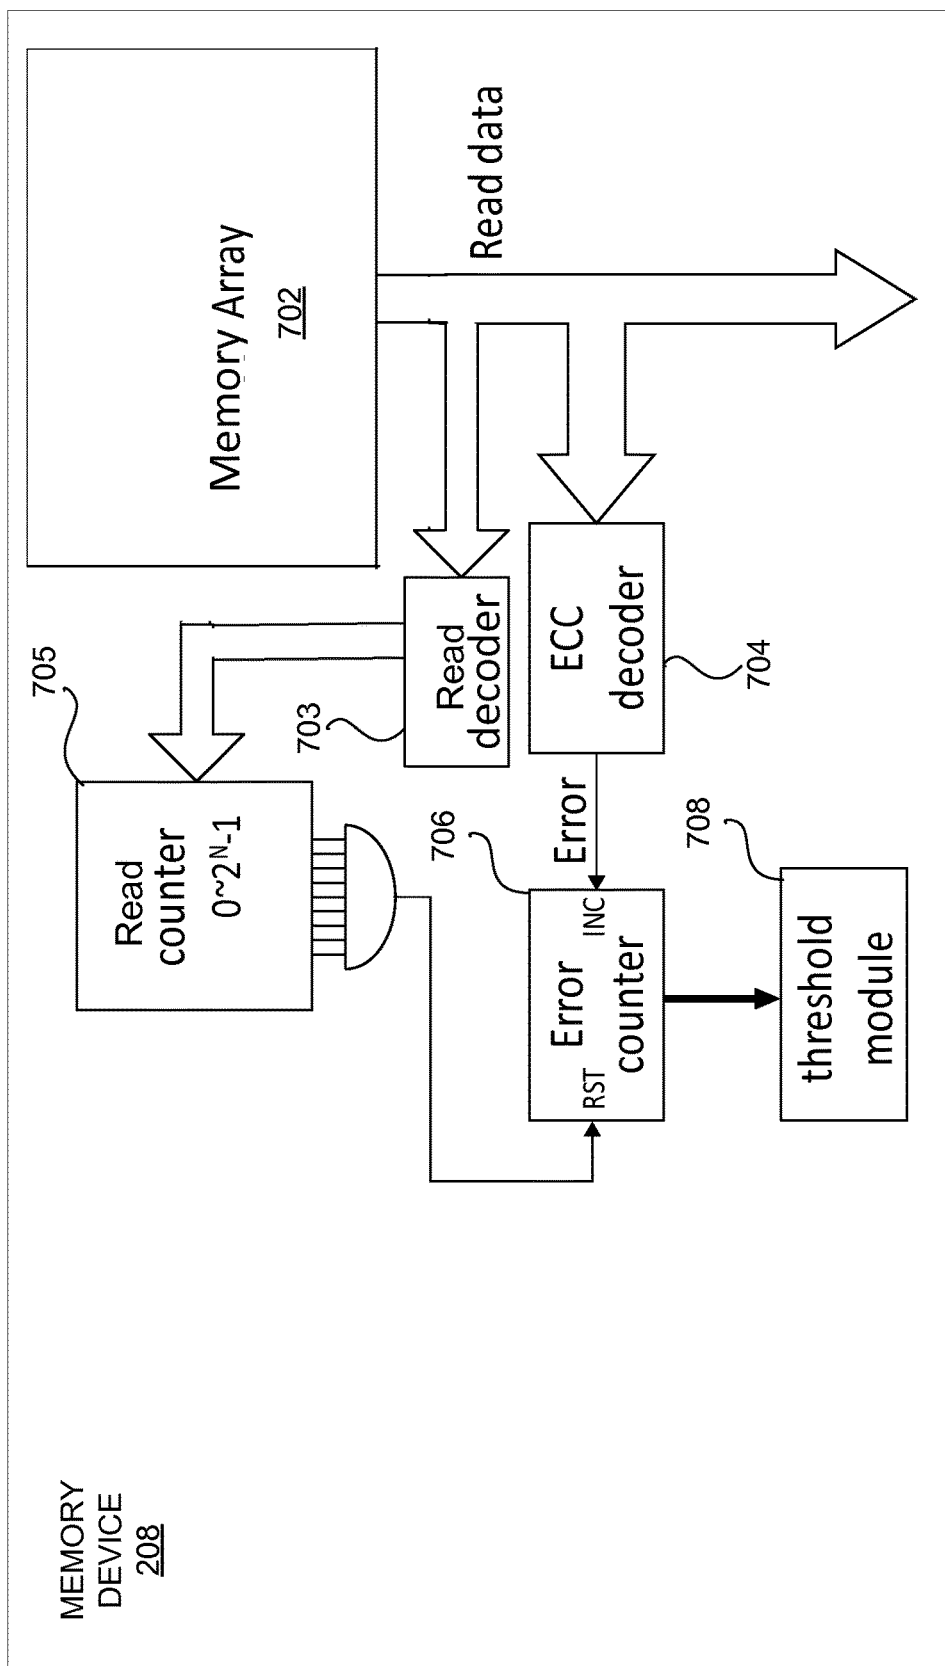 MEMORY
DEVICE
208
705
Read
counter
0~2ᴺ-1
Memory Array
702
703
Read
decoder
Read data
706
RST
Error
counter
INC
Error
ECC
decoder
704
708
threshold
module